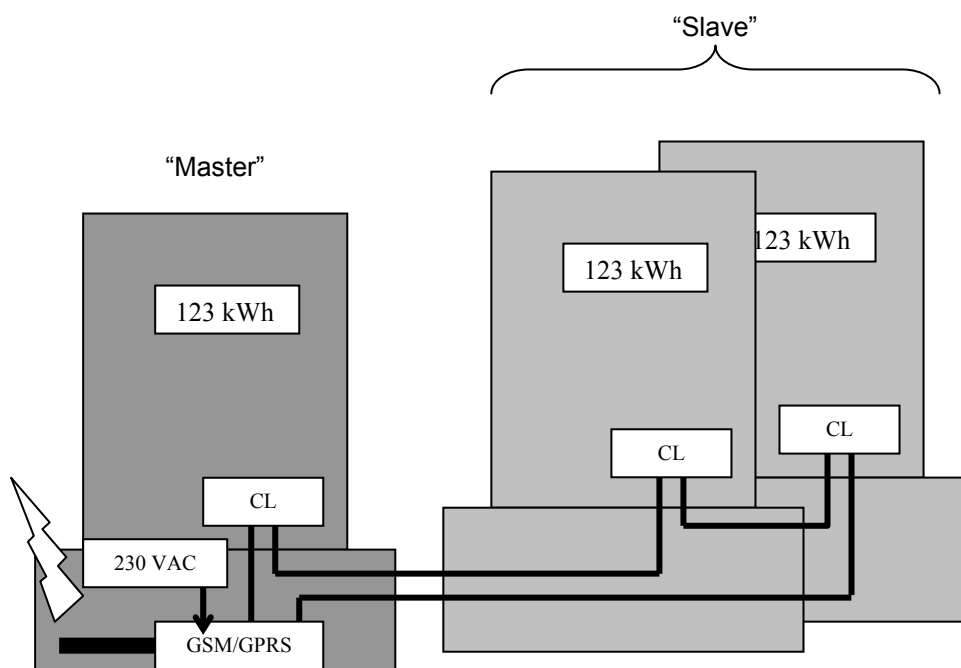 “Slave”
“Master”
123 kWh
123 kWh
123 kWh
CL
CL
CL
230 VAC
GSM/GPRS